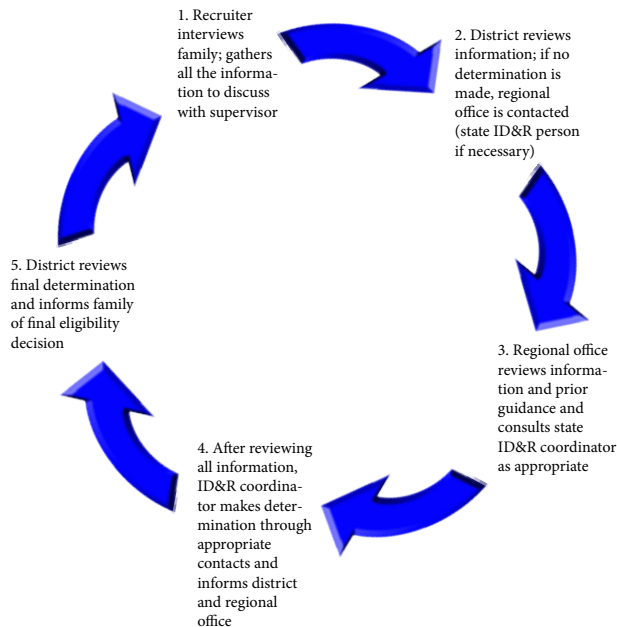 1. Recruiter
interviews
family; gathers
all the informa-
tion to discuss
with supervisor
2. District reviews
information; if no
determination is
made, regional
office is contacted
(state ID&R person
if necessary)
3. Regional office
reviews informa-
tion and prior
guidance and
consults state
ID&R coordinator
as appropriate
4. After reviewing
all information,
ID&R coordina-
tor makes deter-
mination through
appropriate
contacts and
informs district
and regional
office
5. District reviews
final determination
and informs family
of final eligibility
decision